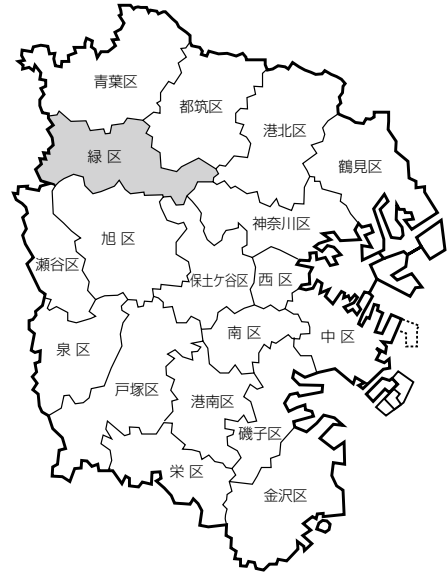 青葉区
都筑区
港北区
緑 区
鶴見区
神奈川区
旭 区
瀬谷区
保土ケ谷区
西 区
南 区
中 区
泉 区
戸塚区
港南区
磯子区
栄 区
金沢区